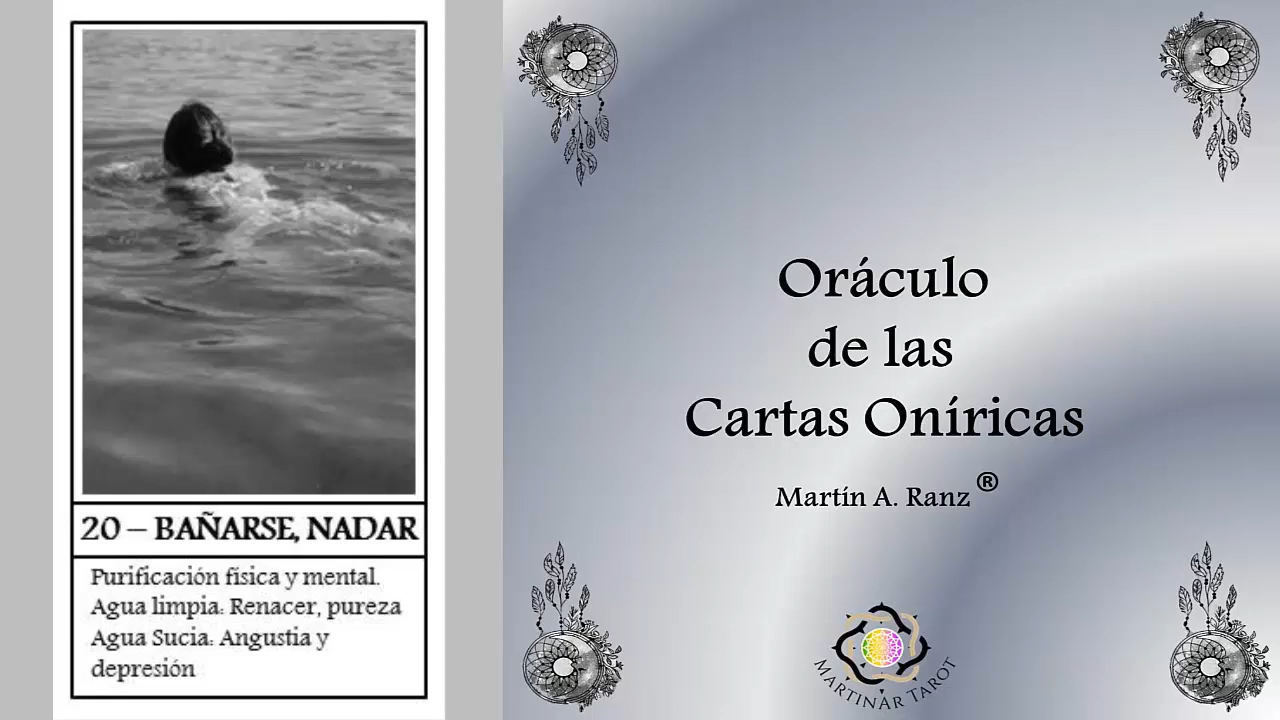 20 – BAÑARSE, NADAR
Purificación física y mental.
Agua limpia: Renacer, pureza
Agua Sucia: Angustia y
depresión
Oráculo
de las
Cartas Oníricas
Martín A. Ranz ®
MARTINAR TAROT